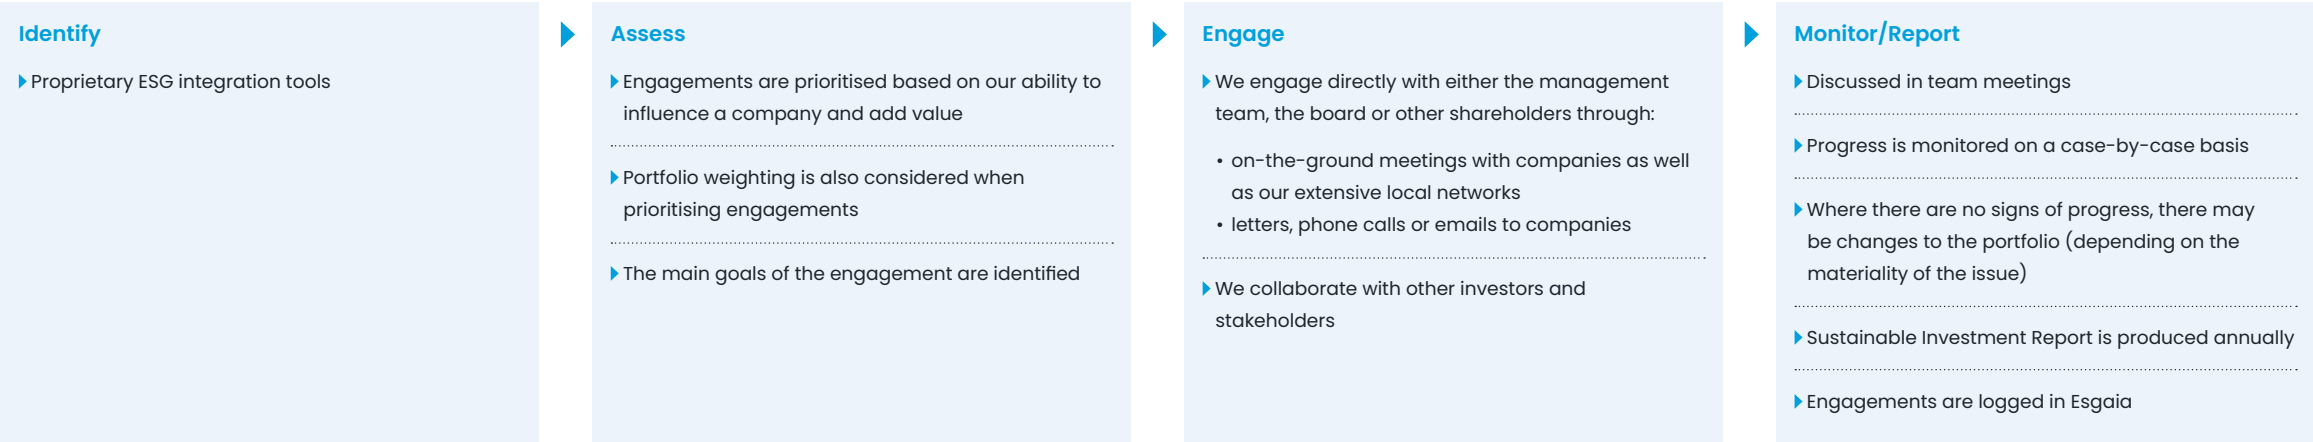 Identify
Proprietary ESG integration tools
Assess
Engagements are prioritised based on our ability to
influence a company and add value
Portfolio weighting is also considered when
prioritising engagements
The main goals of the engagement are identified
Engage
We engage directly with either the management
team, the board or other shareholders through:
• on-the-ground meetings with companies as well
as our extensive local networks
• letters, phone calls or emails to companies
We collaborate with other investors and
stakeholders
Monitor/Report
Discussed in team meetings
Progress is monitored on a case-by-case basis
Where there are no signs of progress, there may
be changes to the portfolio (depending on the
materiality of the issue)
Sustainable Investment Report is produced annually
Engagements are logged in Esgaia